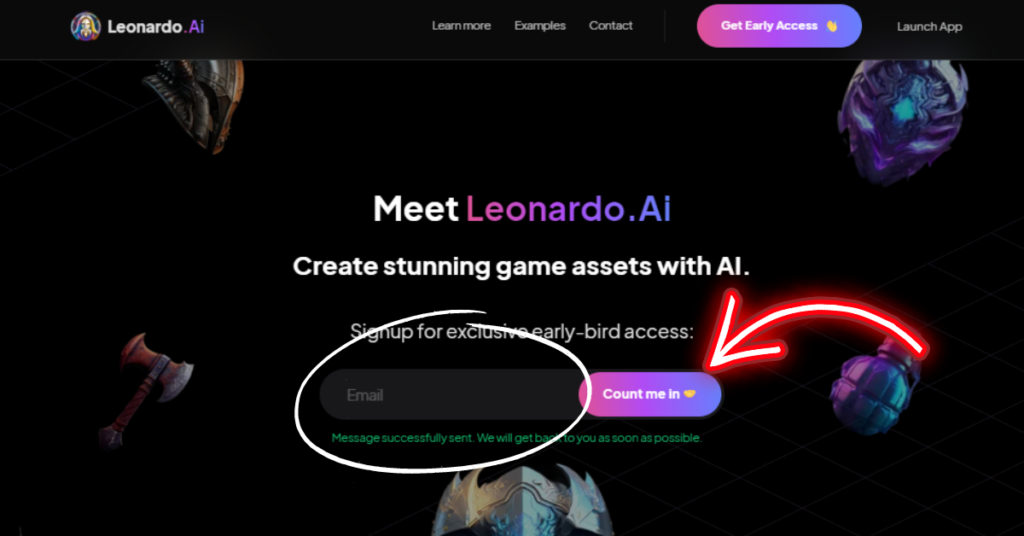 Leonardo.Ai
Learn more
Examples
Contact
Get Early Access 👋
Launch App
Meet Leonardo.Ai
Create stunning game assets with AI.
Signup for exclusive early-bird access:
Email
Count me in 🤝
Message successfully sent. We will get back to you as soon as possible.